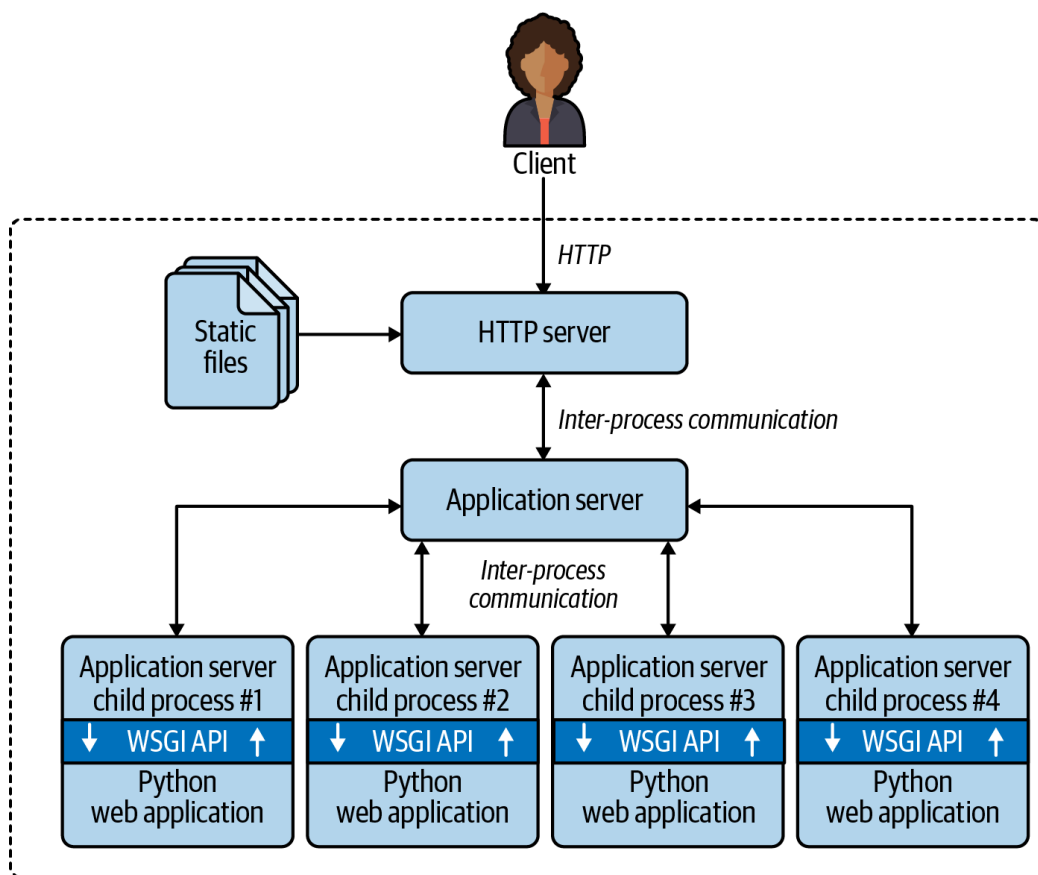 Client
HTTP
Static
files
HTTP server
Inter-process communication
Application server
Inter-process
communication
Application server
child process #1
WSGI API
Python
web application
Application server
child process #2
WSGI API
Python
web application
Application server
child process #3
WSGI API
Python
web application
Application server
child process #4
WSGI API
Python
web application